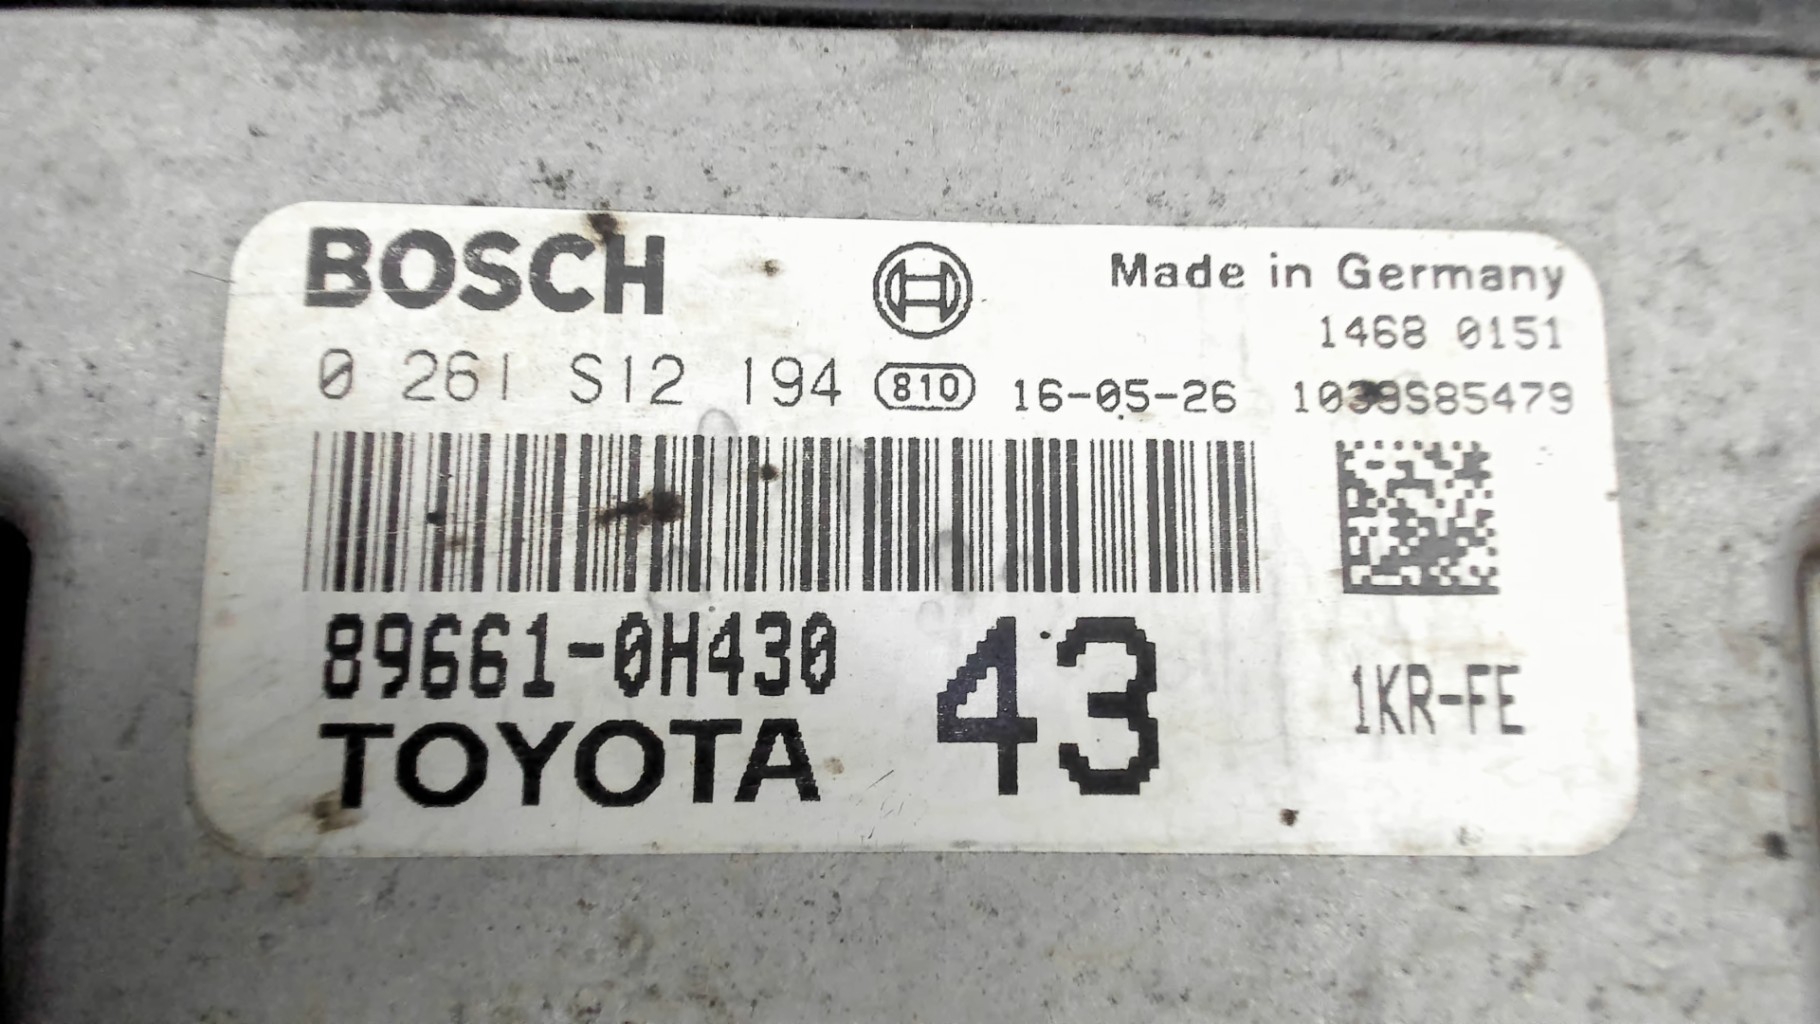 BOSCH
Made in Germany
1468 0151
0 261 S12 194 810 16-05-26 1039S85479
89661-0H430
43
1KR-FE
TOYOTA